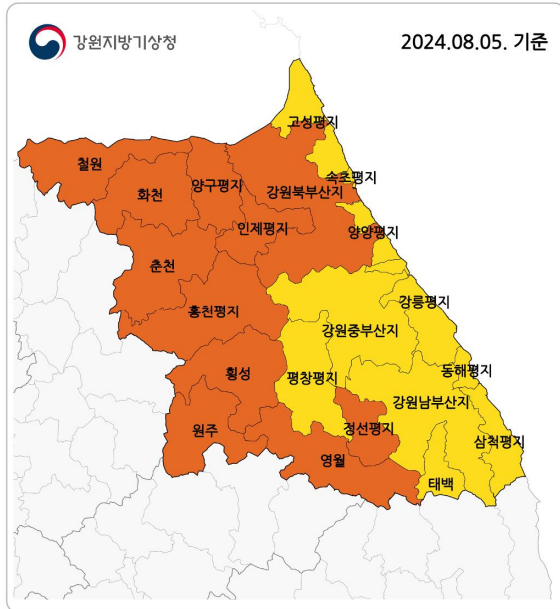 강원지방기상청
2024.08.05. 기준
고성평지
철원
속초평지
양구평지
화천
강원북부산지
인제평지
양양평지
춘천
강릉평지
홍천평지
강원중부산지
동해평지
횡성
평창평지
강원남부산지
원주
정선평지
삼척평지
영월
태백